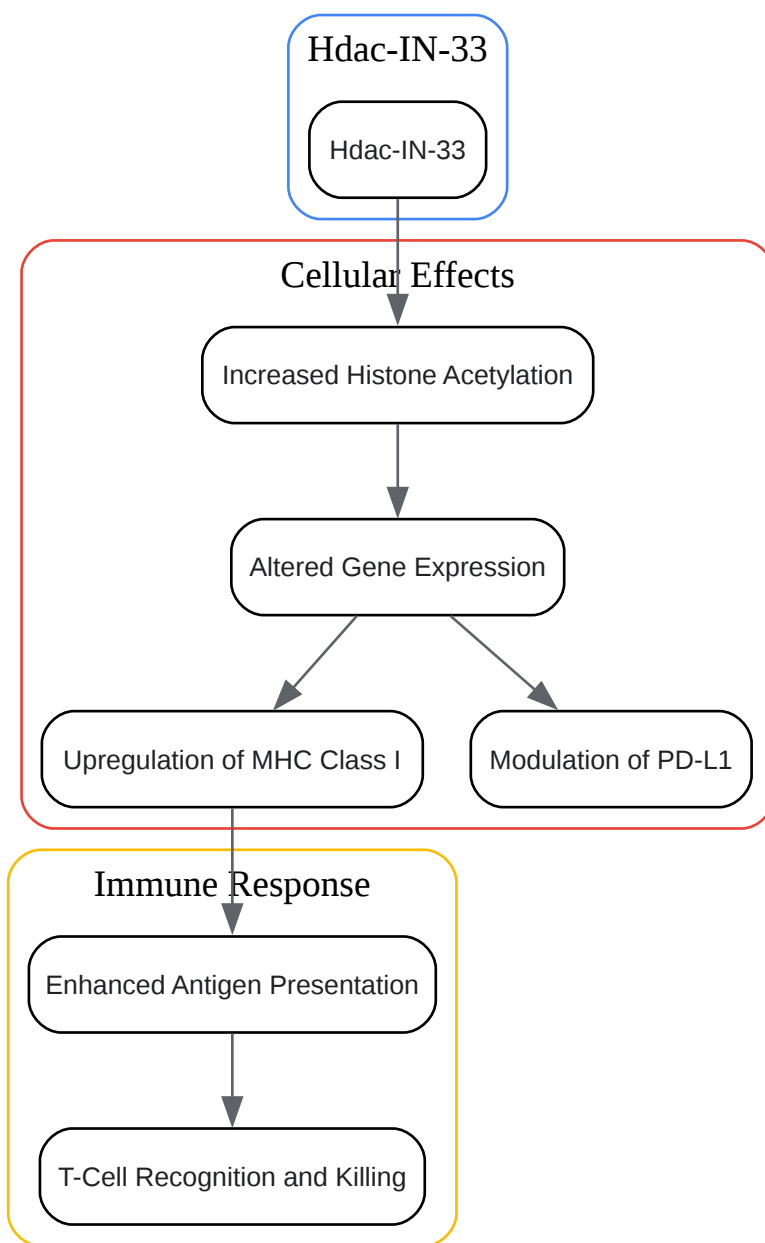 Hdac-IN-33
Hdac-IN-33
Cellular Effects
Increased Histone Acetylation
Altered Gene Expression
Upregulation of MHC Class I
Modulation of PD-L1
Immune Response
Enhanced Antigen Presentation
T-Cell Recognition and Killing